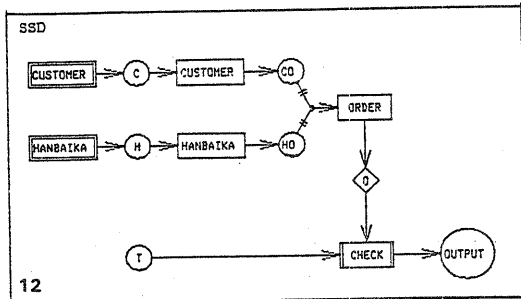 SSD
CUSTOMER C CUSTOMER CO
ORDER
HANBAIKA H HANBAIKA HO
O
T CHECK OUTPUT
12